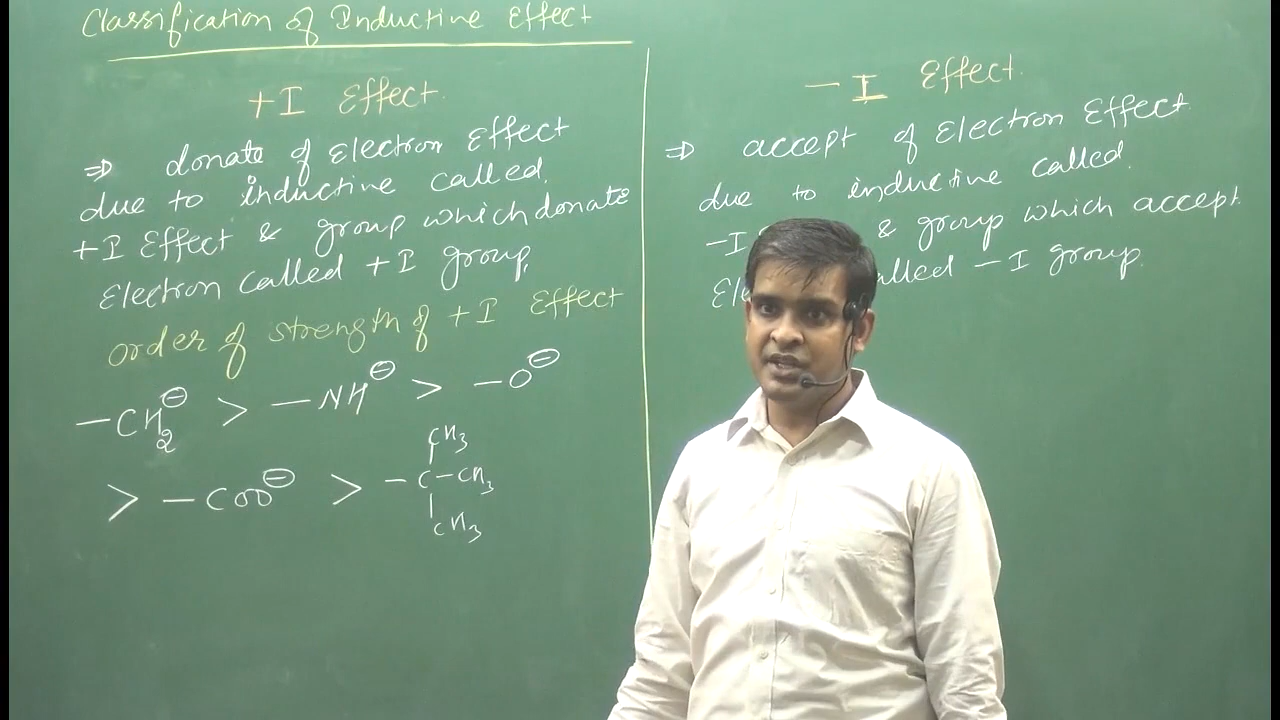 Classification of Inductive Effect
+I Effect
⇒ donate of Electron Effect
due to inductive called.
+I Effect & group which donate
Electron called +I group.
order of strength of +I Effect
-CH₂⊖ > -NH⊖ > -O⊖
CH₃
> -COO⊖ > -C-CH₃
CH₃
-I Effect.
⇒ accept of Electron Effect
due to inductive called.
-I & group which accept
-I group.